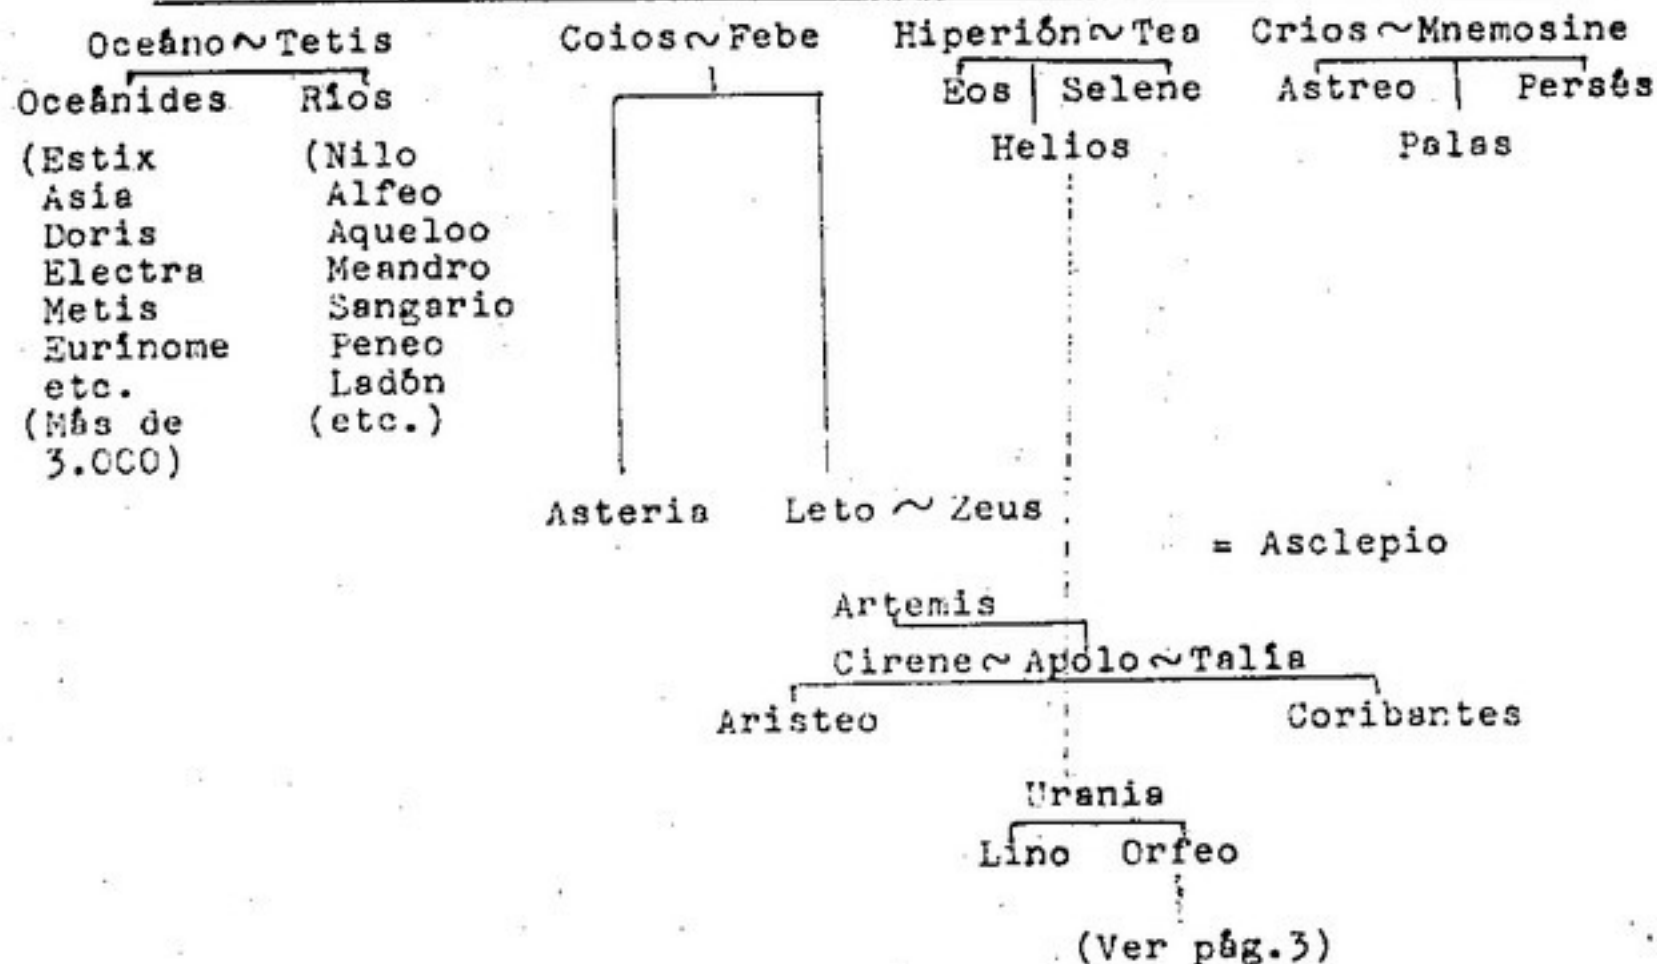 Oceáno ~ Tetis Coios ~ Febe Hiperión ~ Tea Crios ~ Mnemosine
Oceánides Ríos Eos Selene Astreo Persés
Helios Palas
(Estix (Nilo
Asia Alfeo
Doris Aqueloo
Electra Meandro
Metis Sangario
Eurínome Peneo
etc. Ladón
(Más de (etc.)
3.000)
Asteria Leto ~ Zeus
= Asclepio
Artemis
Cirene ~ Apolo ~ Talía
Aristeo Coribantes
Urania
Lino Orfeo
(Ver pág.3)